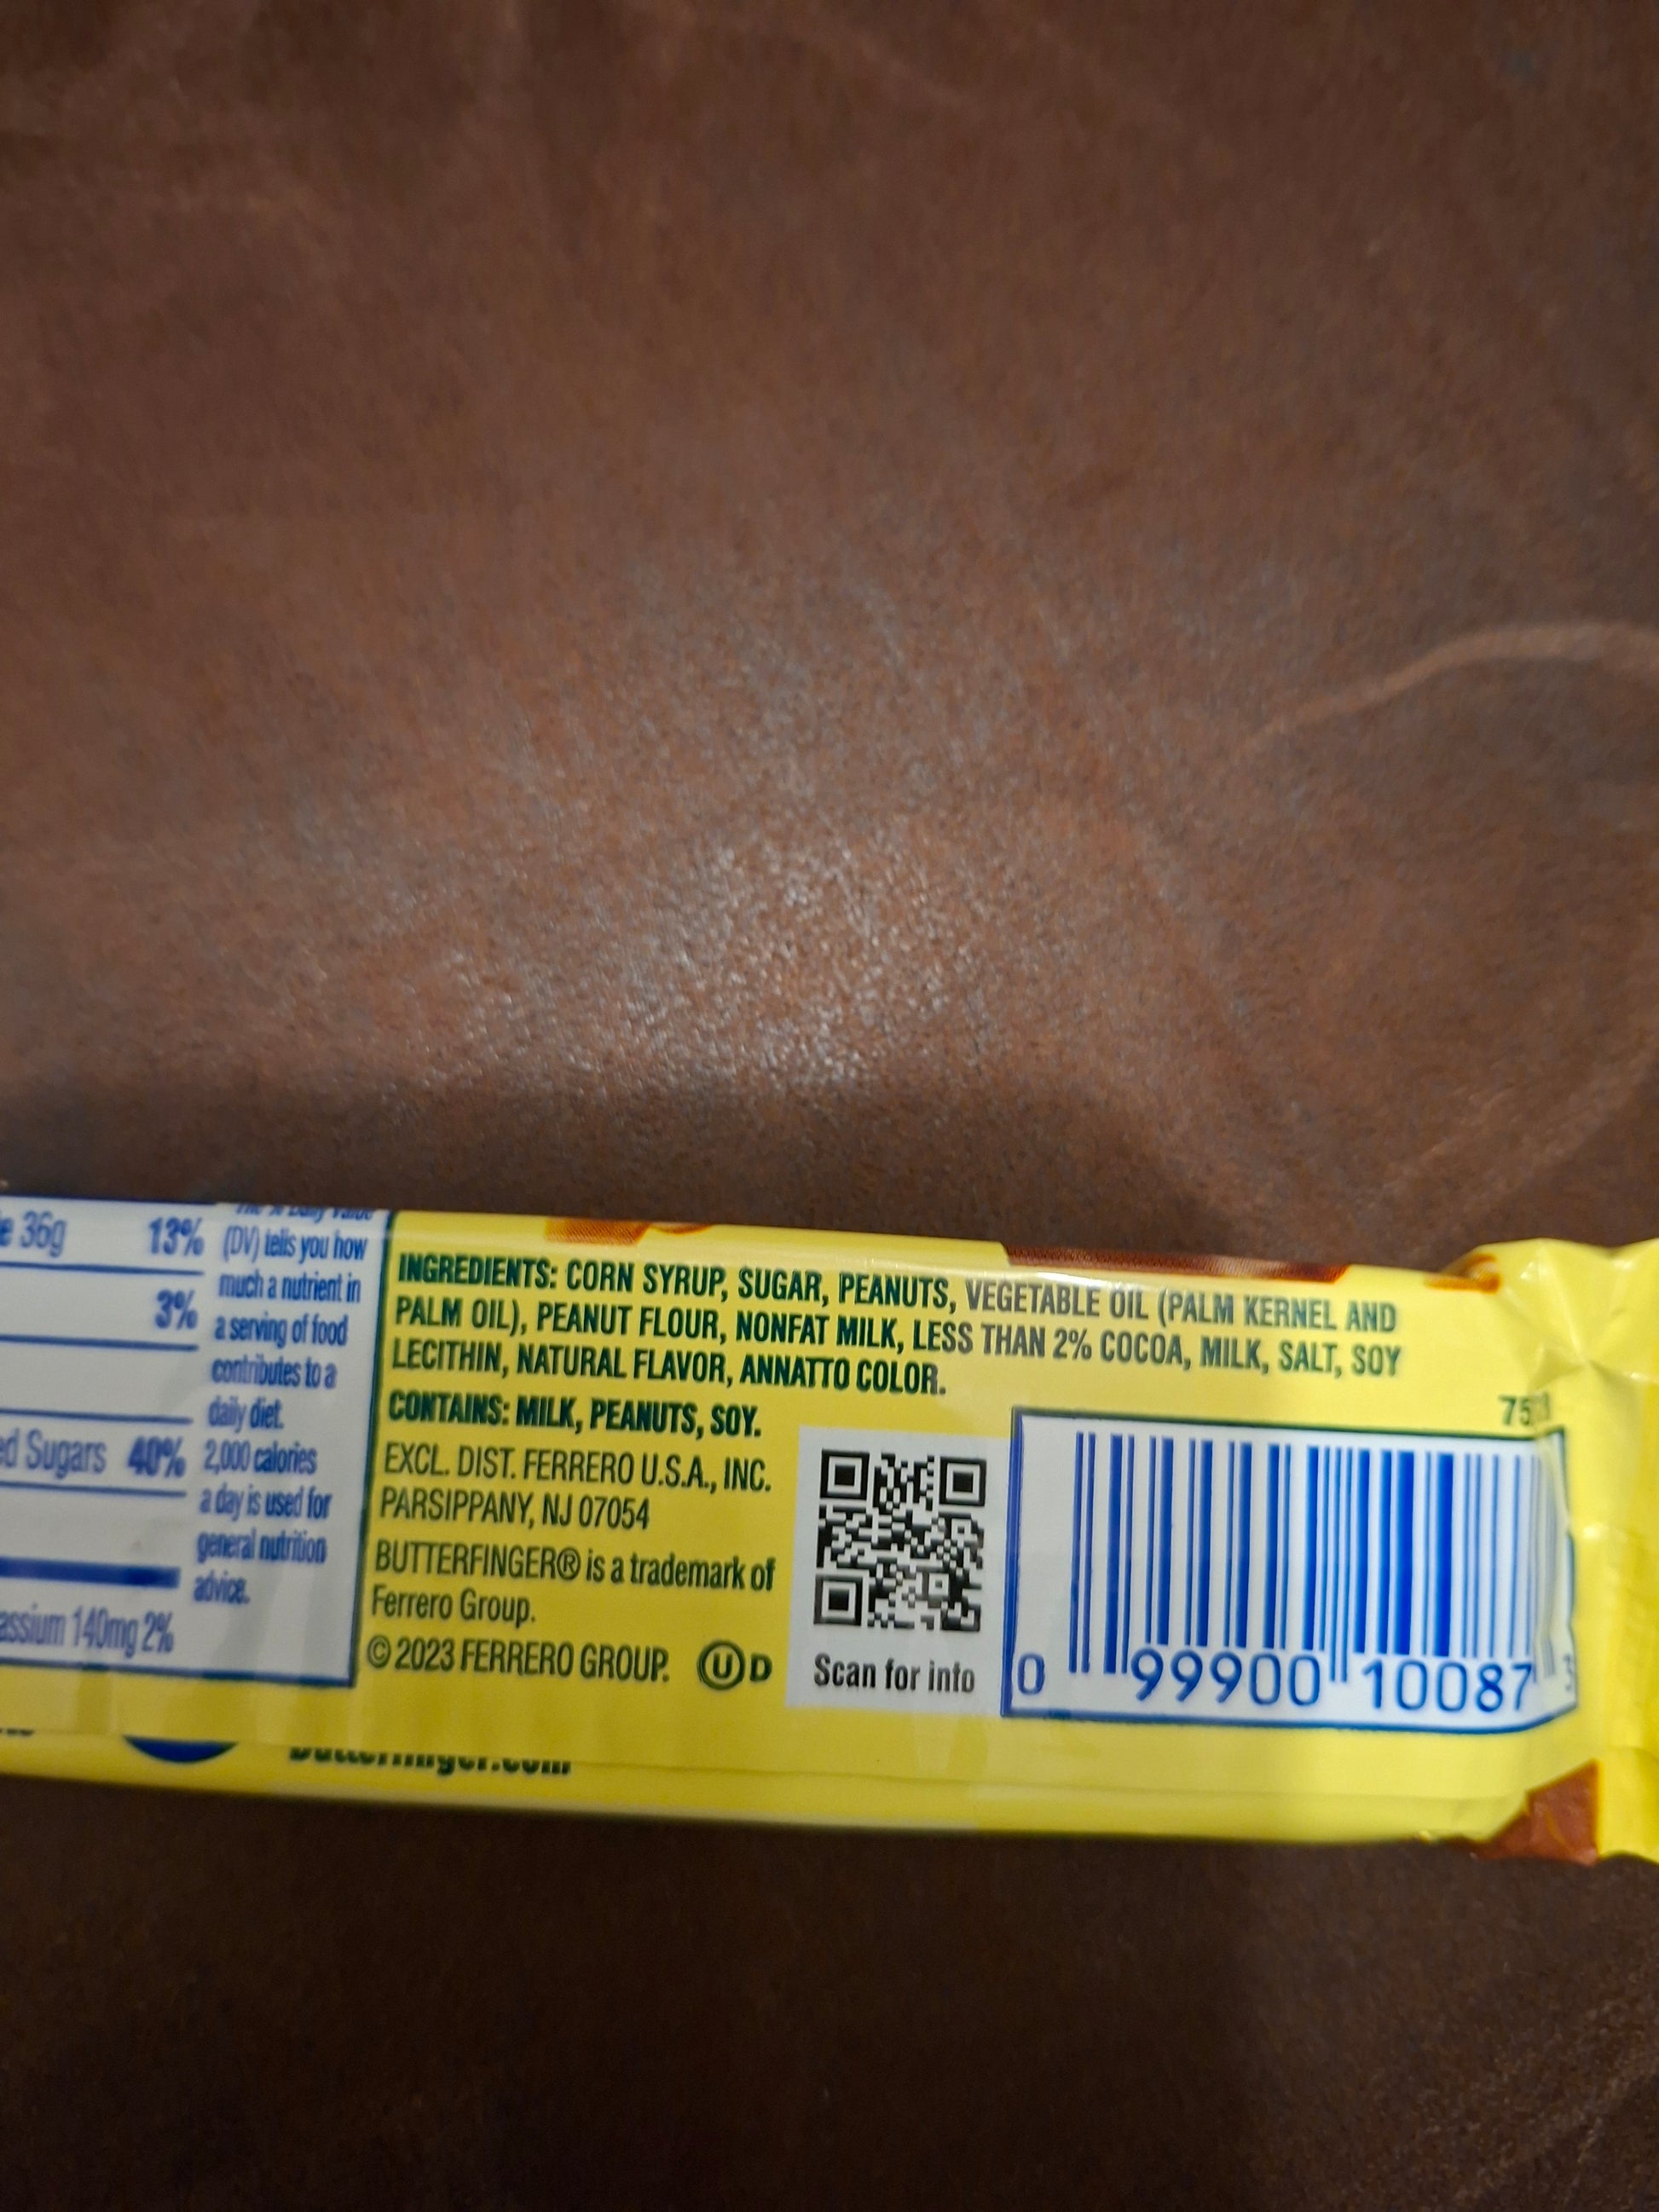 36g 13%
3%
Sugars 40%
140mg 2%
The % Daily Value
(DV) tells you how
much a nutrient in
a serving of food
contributes to a
daily diet.
2,000 calories
a day is used for
general nutrition
advice.
INGREDIENTS: CORN SYRUP, SUGAR, PEANUTS, VEGETABLE OIL (PALM KERNEL AND
PALM OIL), PEANUT FLOUR, NONFAT MILK, LESS THAN 2% COCOA, MILK, SALT, SOY
LECITHIN, NATURAL FLAVOR, ANNATTO COLOR.
CONTAINS: MILK, PEANUTS, SOY.
EXCL. DIST. FERRERO U.S.A., INC.
PARSIPPANY, NJ 07054
BUTTERFINGER® is a trademark of
Ferrero Group.
© 2023 FERRERO GROUP. U D
Scan for info
0 99900 10087 3
Butterfinger.com